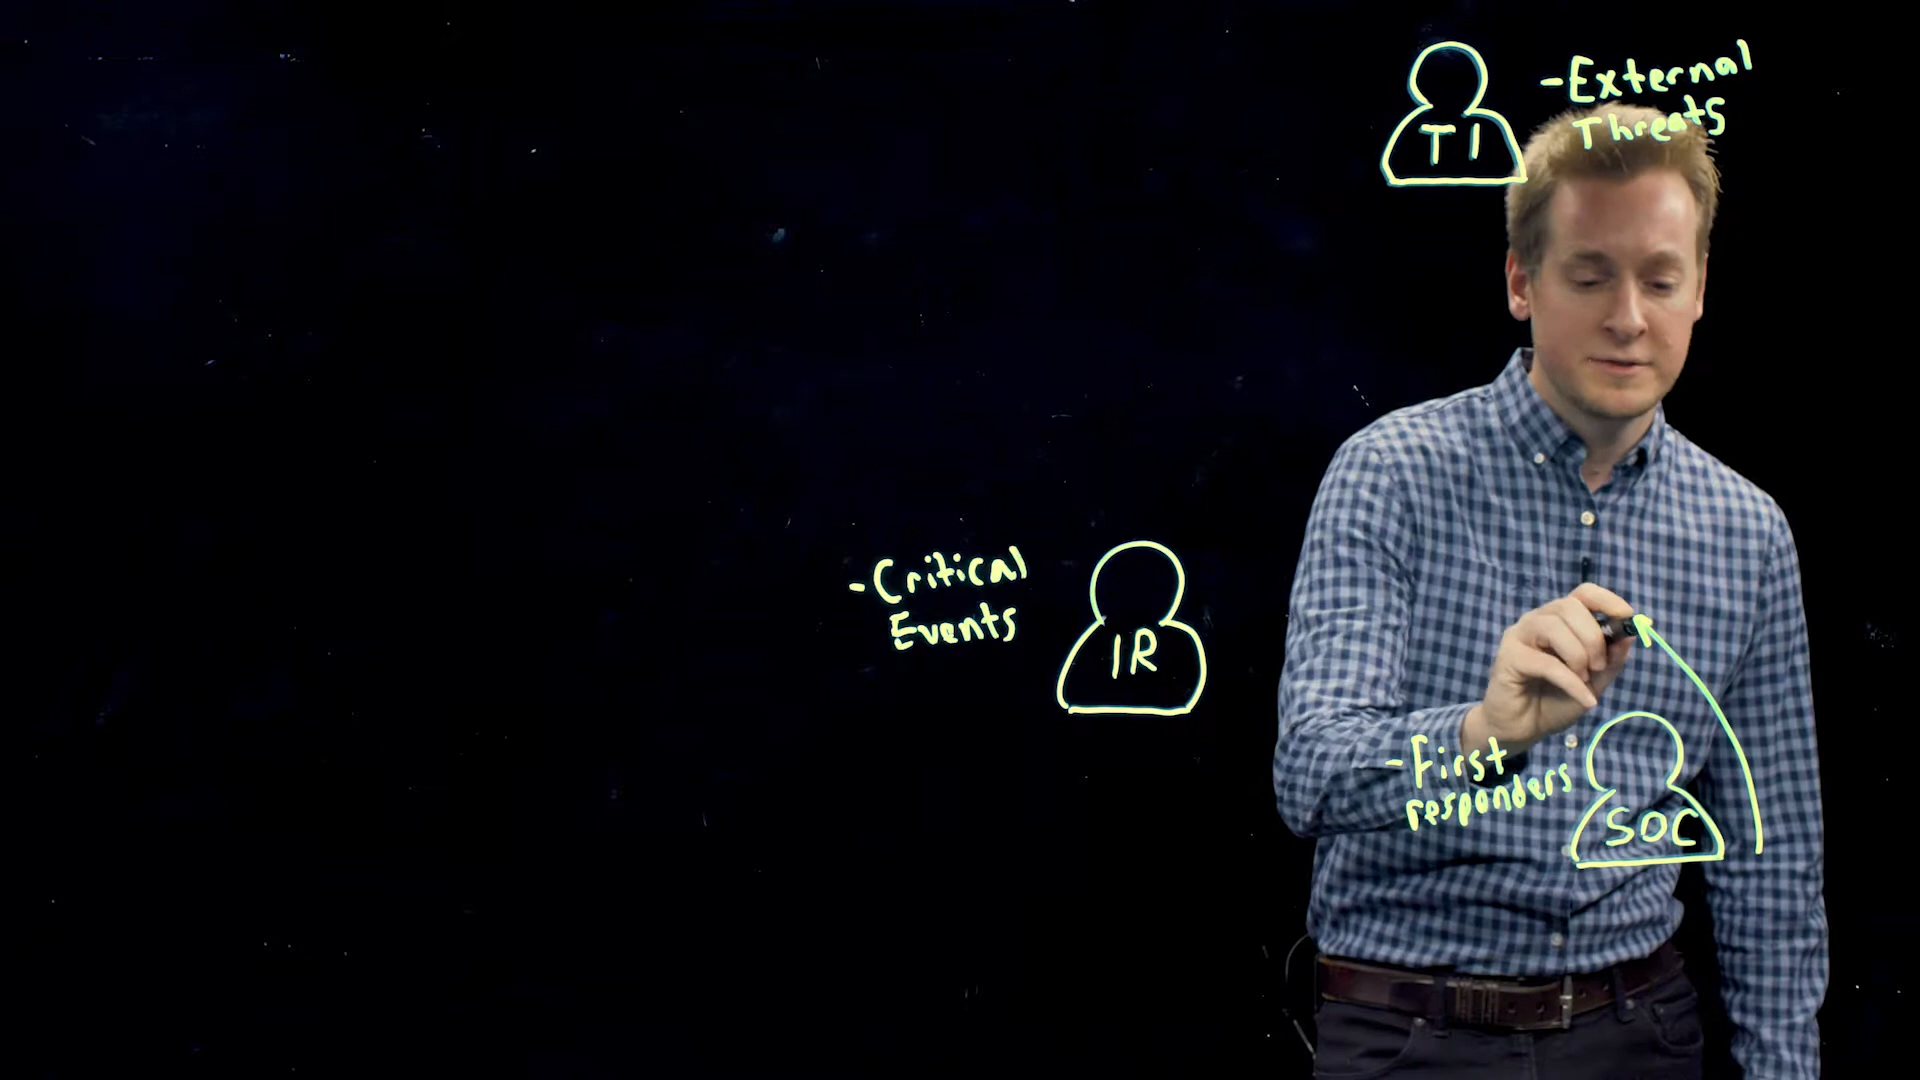 -External
Threats
TI
-Critical
Events
IR
-First
responders
SOC